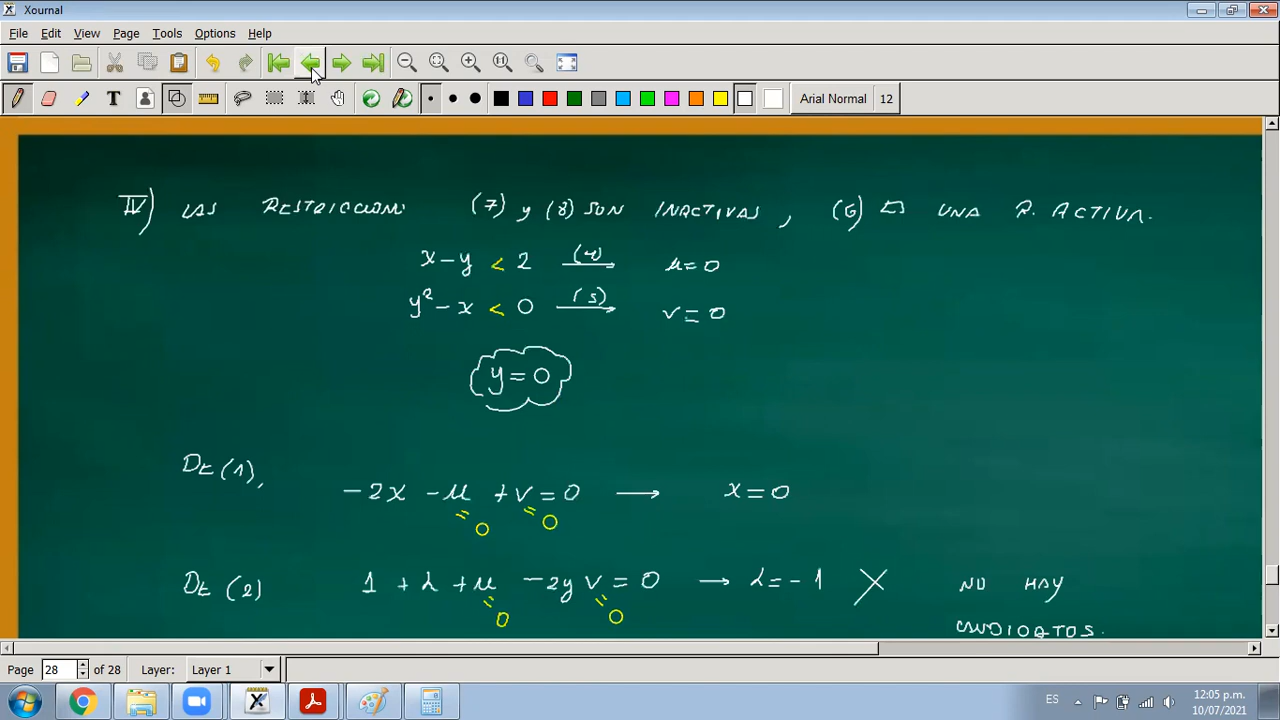 Xournal
File Edit View Page Tools Options Help
Arial Normal 12
IV) LAS RESTRICCION: (7) y (8) SON INACTIVAS, (6) ES UNA R. ACTIVA.
x - y < 2 (4)→ μ = 0
y² - x < 0 (5)→ v = 0
y = 0
DE (1), -2x - μ + v = 0 → x = 0
= 0 = 0
DE (2) 1 + λ + μ - 2y v = 0 → λ = -1 X NO HAY
= 0 = 0
CANDIDATOS.
Page 28 of 28 Layer: Layer 1
ES 12:05 p.m.
10/07/2021